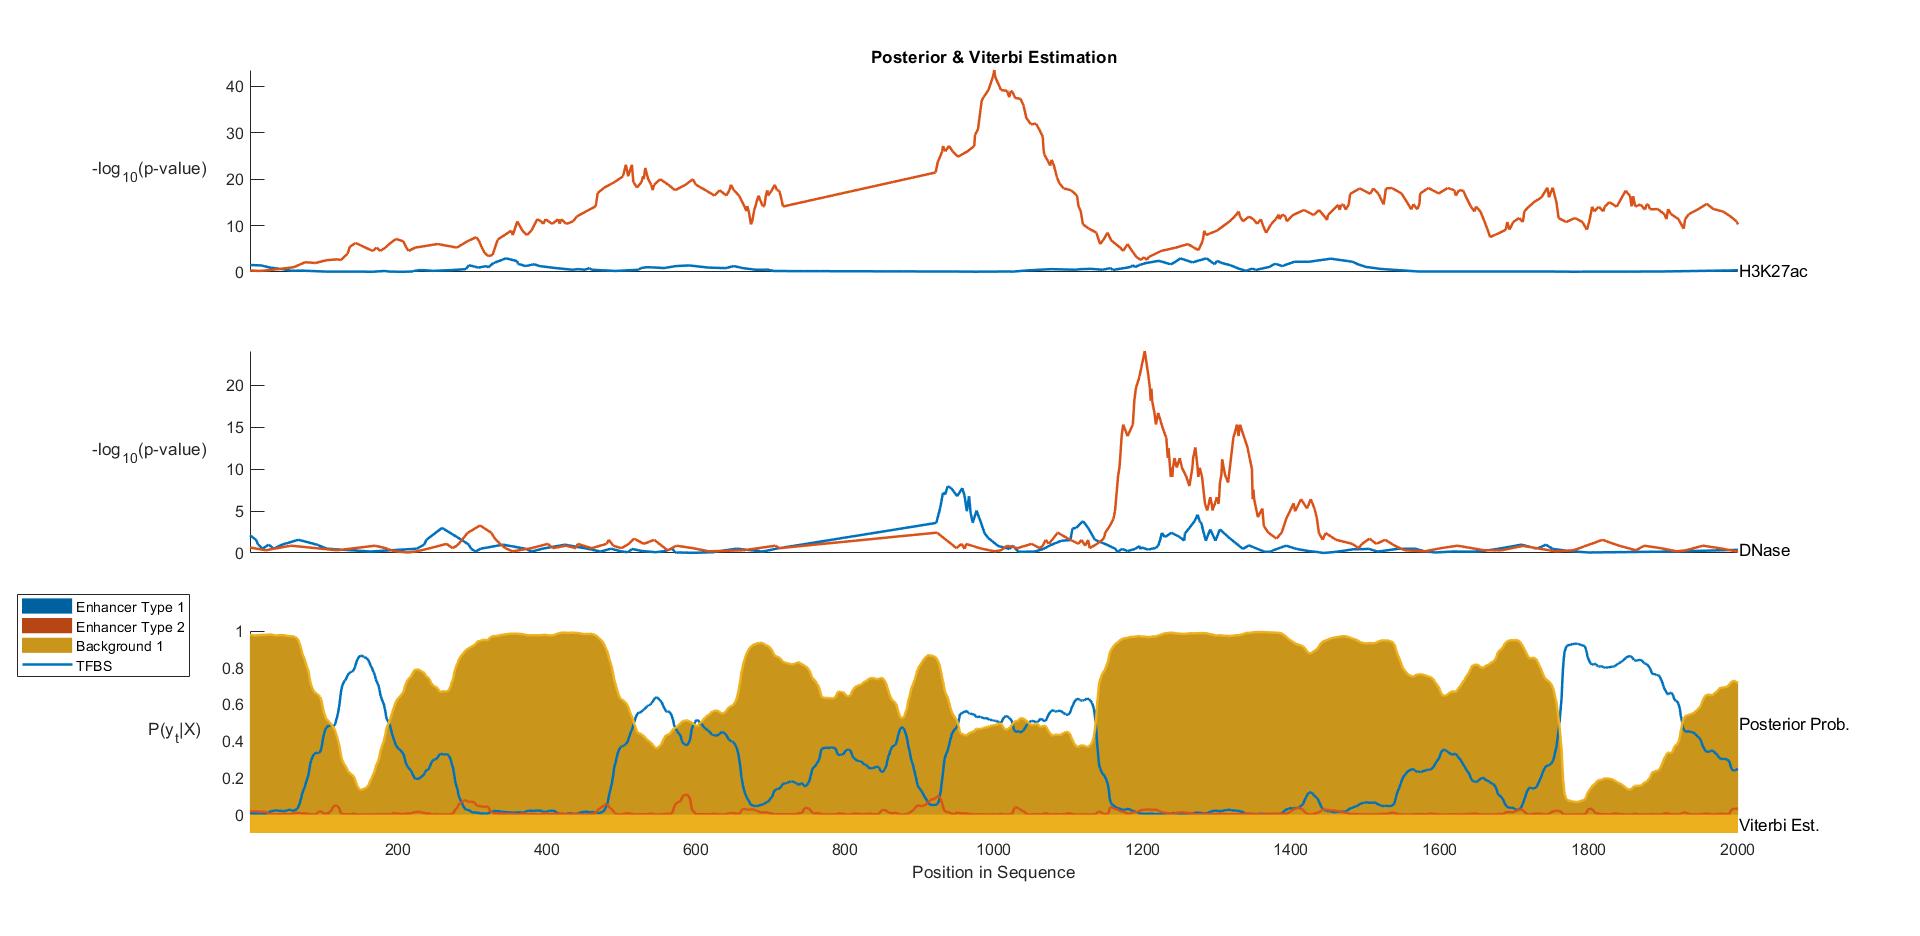 Posterior & Viterbi Estimation
40
30
20
10
0
-log10(p-value)
H3K27ac
20
15
10
5
0
-log10(p-value)
DNase
Enhancer Type 1
Enhancer Type 2
Background 1
TFBS
1
0.8
0.6
0.4
0.2
0
P(yt|X)
Posterior Prob.
Viterbi Est.
200 400 600 800 1000 1200 1400 1600 1800 2000
Position in Sequence